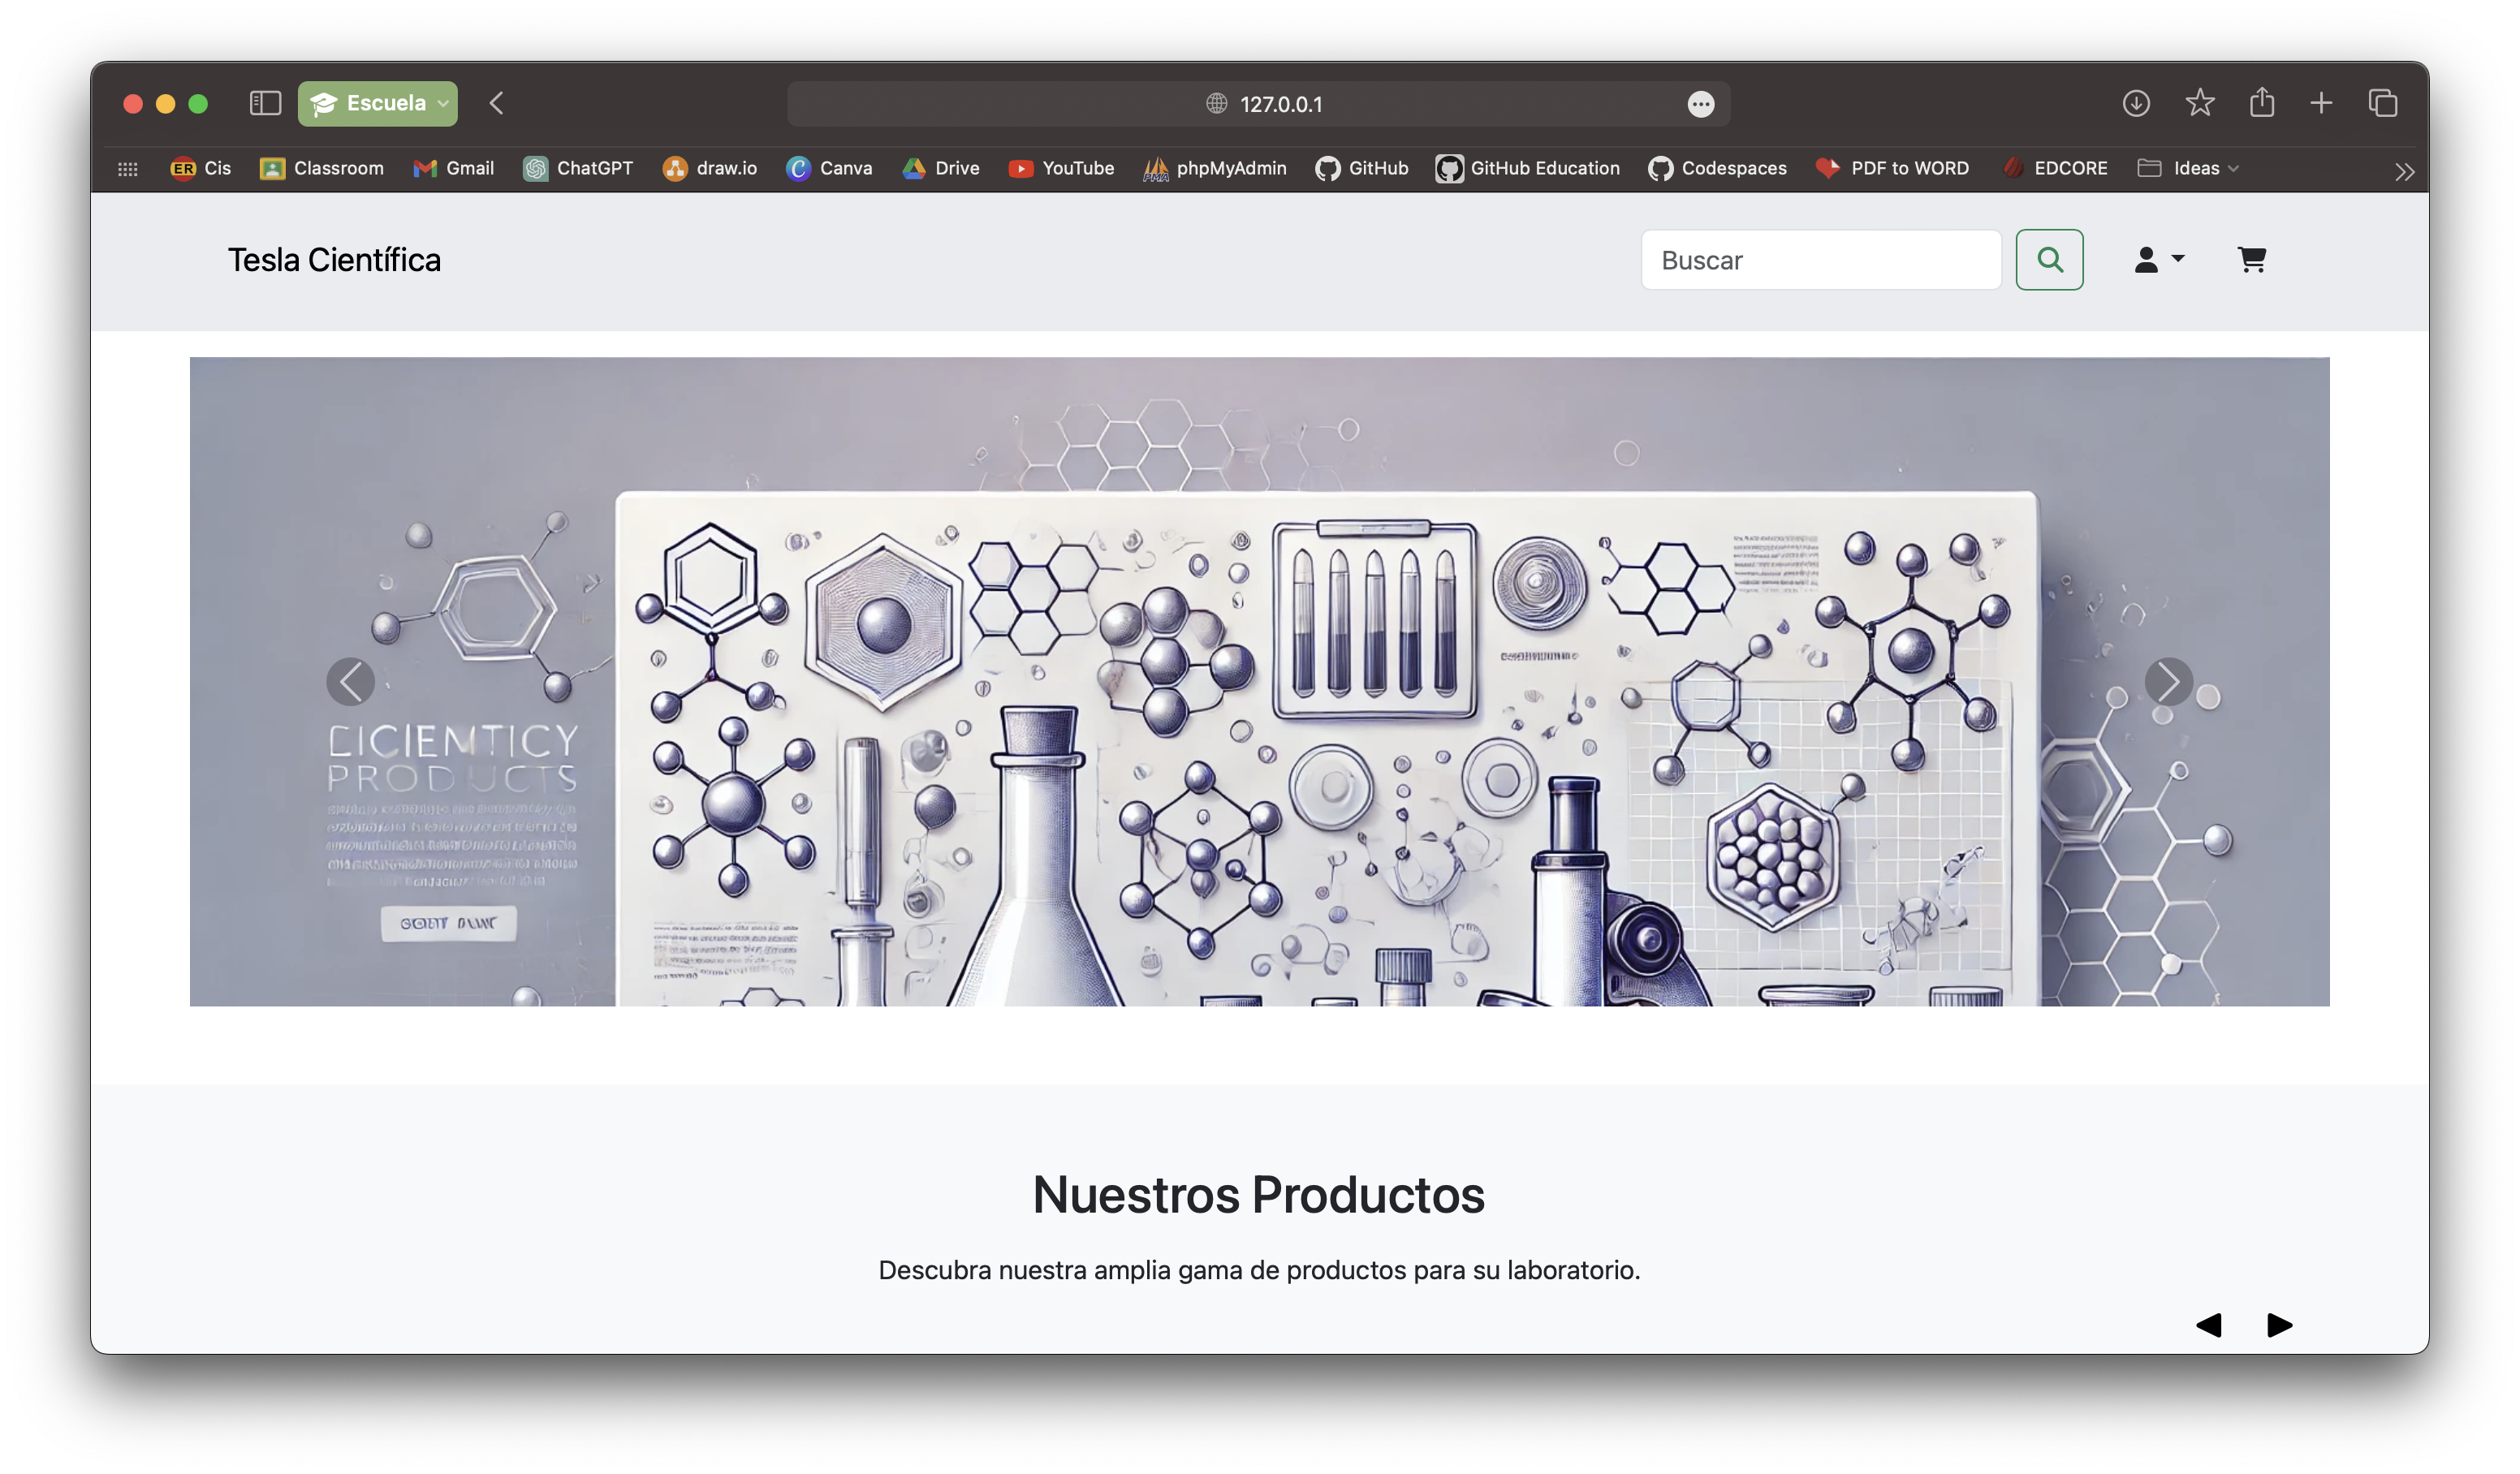 Escuela
127.0.0.1
ER Cis Classroom Gmail ChatGPT draw.io Canva Drive YouTube phpMyAdmin GitHub GitHub Education Codespaces PDF to WORD EDCORE Ideas
Tesla Científica
Buscar
PRODUCTS
Nuestros Productos
Descubra nuestra amplia gama de productos para su laboratorio.